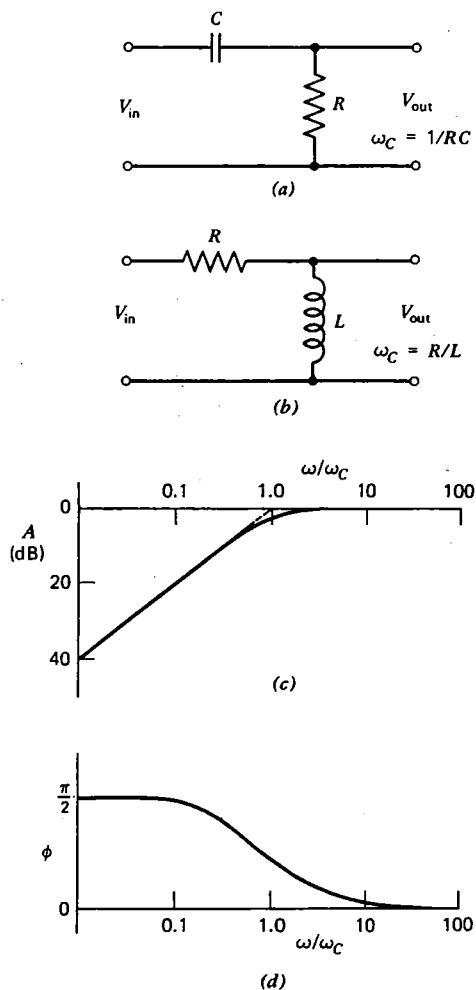 C
V_in
R
V_out
ω_C = 1/RC
(a)
R
V_in
L
V_out
ω_C = R/L
(b)
ω/ω_C
0.1 1.0 10 100
0
A
(dB)
20
40
(c)
π/2
ϕ
0
0.1 1.0 10 100
ω/ω_C
(d)